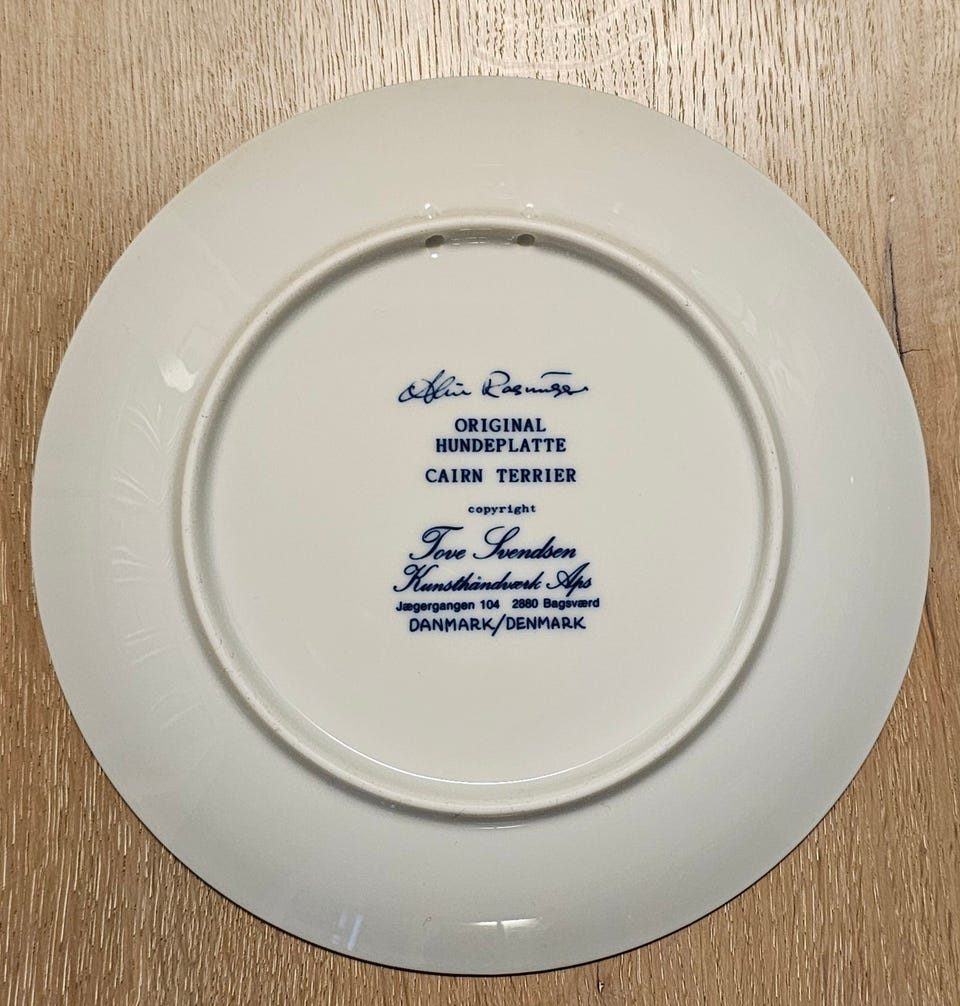 ORIGINAL
HUNDEPLATTE
CAIRN TERRIER
copyright
Tove Svendsen
Kunsthåndværk Aps
Jægergangen 104 2880 Bagsværd
DANMARK/DENMARK